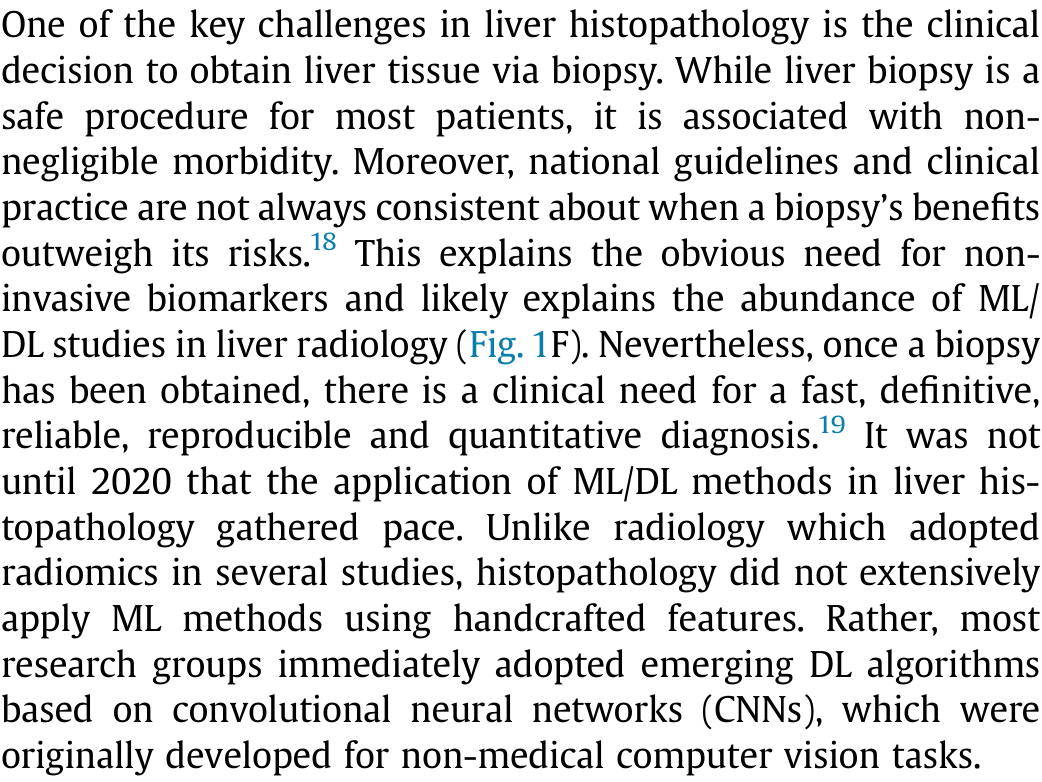 One of the key challenges in liver histopathology is the clinical
decision to obtain liver tissue via biopsy. While liver biopsy is a
safe procedure for most patients, it is associated with non-
negligible morbidity. Moreover, national guidelines and clinical
practice are not always consistent about when a biopsy’s benefits
outweigh its risks.18 This explains the obvious need for non-
invasive biomarkers and likely explains the abundance of ML/
DL studies in liver radiology (Fig. 1F). Nevertheless, once a biopsy
has been obtained, there is a clinical need for a fast, definitive,
reliable, reproducible and quantitative diagnosis.19 It was not
until 2020 that the application of ML/DL methods in liver his-
topathology gathered pace. Unlike radiology which adopted
radiomics in several studies, histopathology did not extensively
apply ML methods using handcrafted features. Rather, most
research groups immediately adopted emerging DL algorithms
based on convolutional neural networks (CNNs), which were
originally developed for non-medical computer vision tasks.